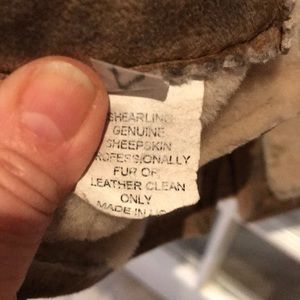 SHEARLING
GENUINE
SHEEPSKIN
PROFESSIONALLY
FUR OR
LEATHER CLEAN
ONLY
MADE IN